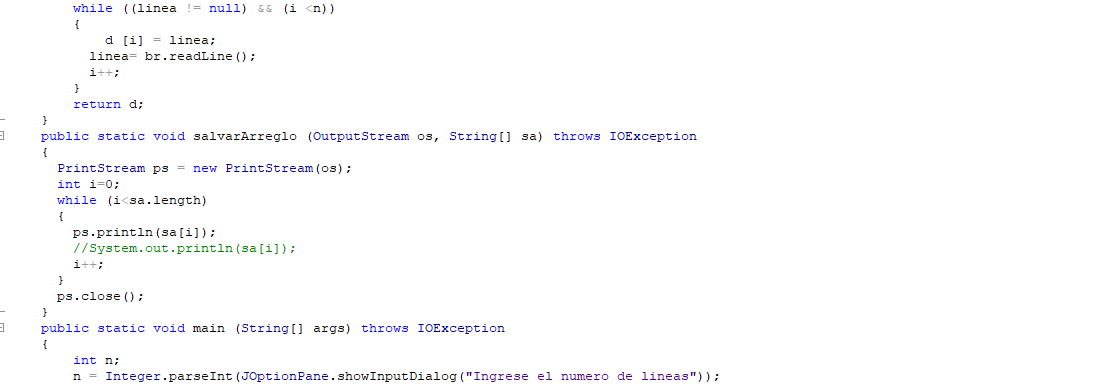 while ((linea != null) && (i <n))
{
d [i] = linea;
linea= br.readLine();
i++;
}
return d;
}
public static void salvarArreglo (OutputStream os, String[] sa) throws IOException
{
PrintStream ps = new PrintStream(os);
int i=0;
while (i<sa.length)
{
ps.println(sa[i]);
//System.out.println(sa[i]);
i++;
}
ps.close();
}
public static void main (String[] args) throws IOException
{
int n;
n = Integer.parseInt(JOptionPane.showInputDialog("Ingrese el numero de lineas"));